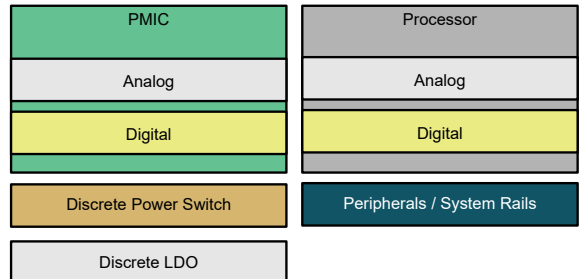 PMIC
Analog
Digital
Processor
Analog
Digital
Discrete Power Switch
Peripherals / System Rails
Discrete LDO